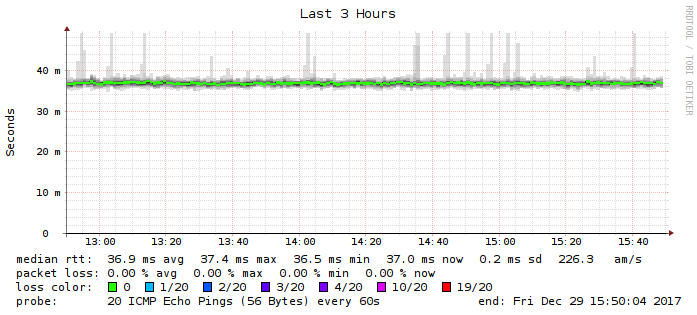 Last 3 Hours
RRDTOOL / TOBI OETIKER
Seconds
40 m
30 m
20 m
10 m
0
13:00 13:20 13:40 14:00 14:20 14:40 15:00 15:20 15:40
median rtt: 36.9 ms avg 37.4 ms max 36.5 ms min 37.0 ms now 0.2 ms sd 226.3 am/s
packet loss: 0.00 % avg 0.00 % max 0.00 % min 0.00 % now
loss color: 0 1/20 2/20 3/20 4/20 10/20 19/20
probe: 20 ICMP Echo Pings (56 Bytes) every 60s end: Fri Dec 29 15:50:04 2017